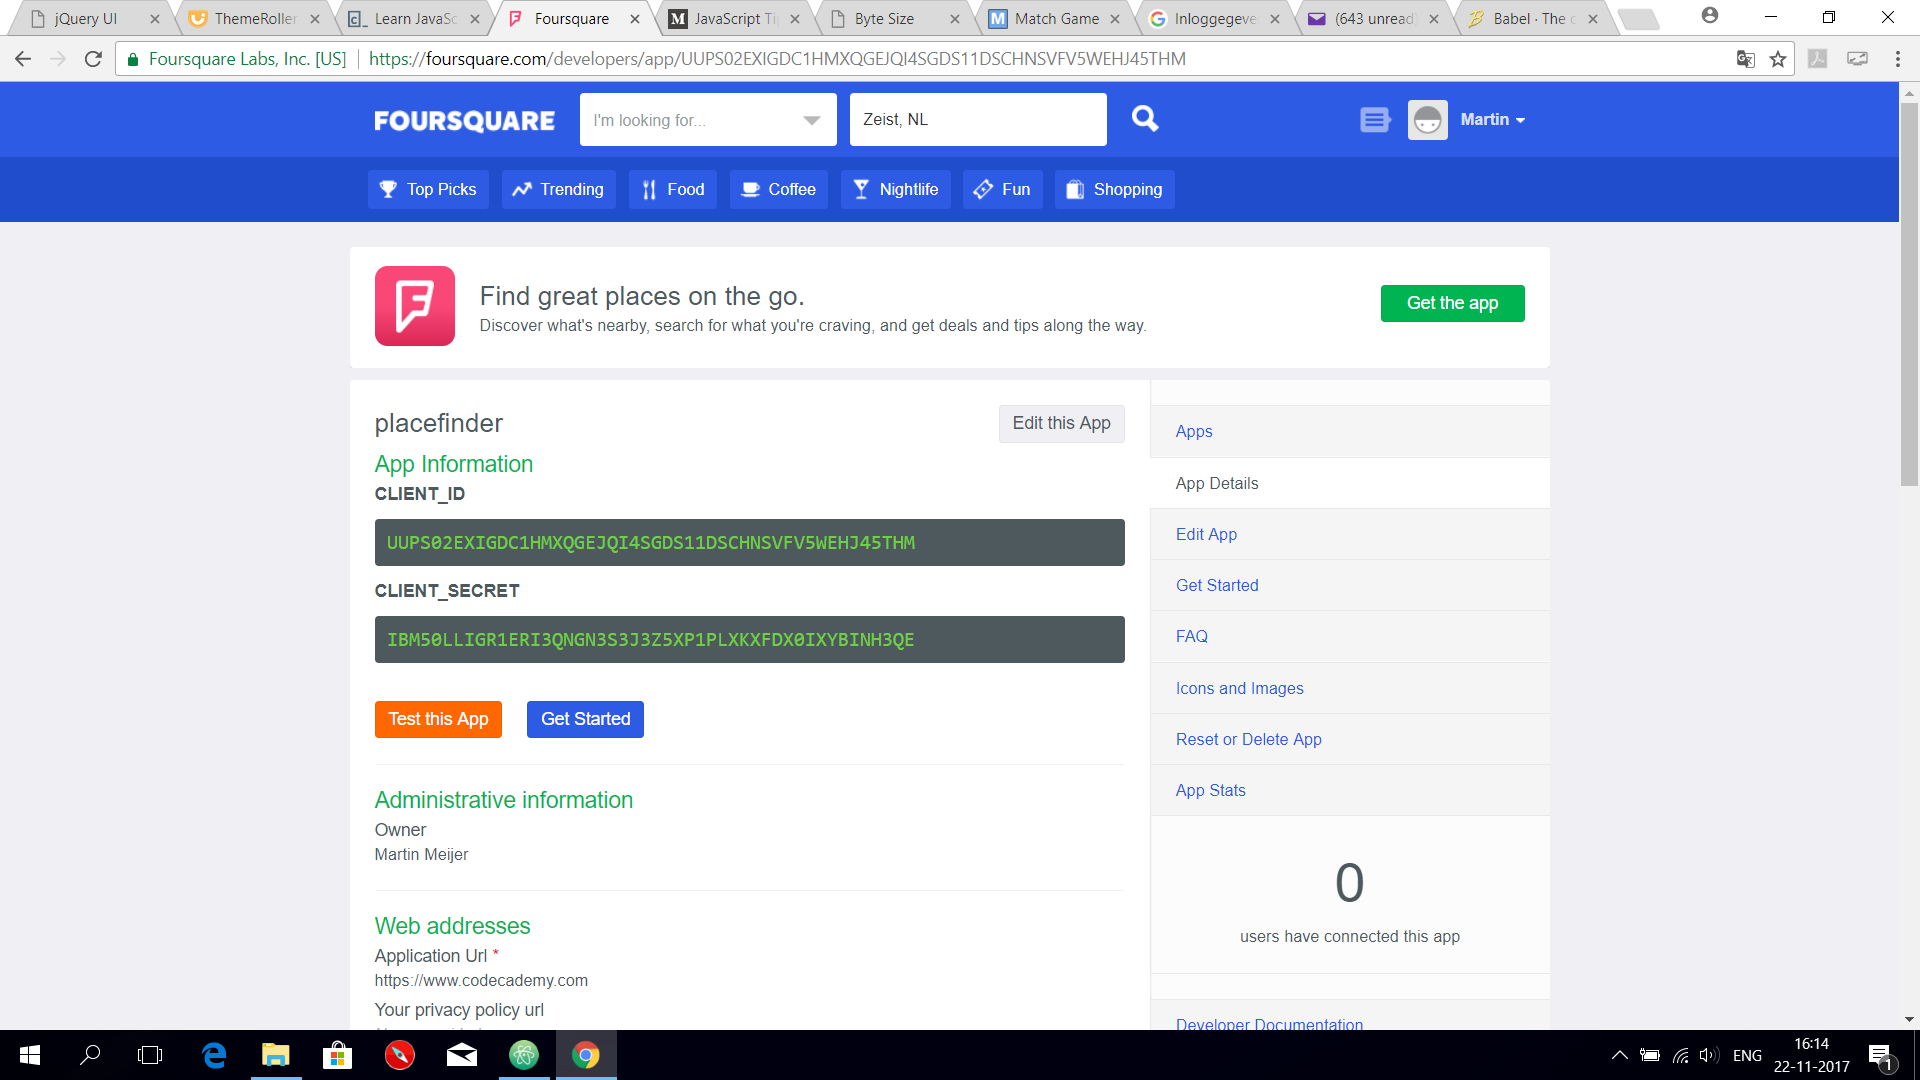 jQuery UI
ThemeRoller
Learn JavaSc
Foursquare
JavaScript Ti
Byte Size
Match Game
Inloggegeve
(643 unread
Babel · The c
Foursquare Labs, Inc. [US]
https://foursquare.com/developers/app/UUPS02EXIGDC1HMXQGEJQI4SGDS11DSCHNSVFV5WEHJ45THM
FOURSQUARE
I'm looking for...
Zeist, NL
Martin
Top Picks
Trending
Food
Coffee
Nightlife
Fun
Shopping
Find great places on the go.
Discover what's nearby, search for what you're craving, and get deals and tips along the way.
Get the app
placefinder
Edit this App
App Information
CLIENT_ID
UUPS02EXIGDC1HMXQGEJQI4SGDS11DSCHNSVFV5WEHJ45THM
CLIENT_SECRET
IBM50LLIGR1ERI3QNGN3S3J3Z5XP1PLXKXFDX0IXYBINH3QE
Test this App
Get Started
Administrative information
Owner
Martin Meijer
Web addresses
Application Url *
https://www.codecademy.com
Your privacy policy url
Apps
App Details
Edit App
Get Started
FAQ
Icons and Images
Reset or Delete App
App Stats
0
users have connected this app
Developer Documentation
ENG
16:14
22-11-2017
1